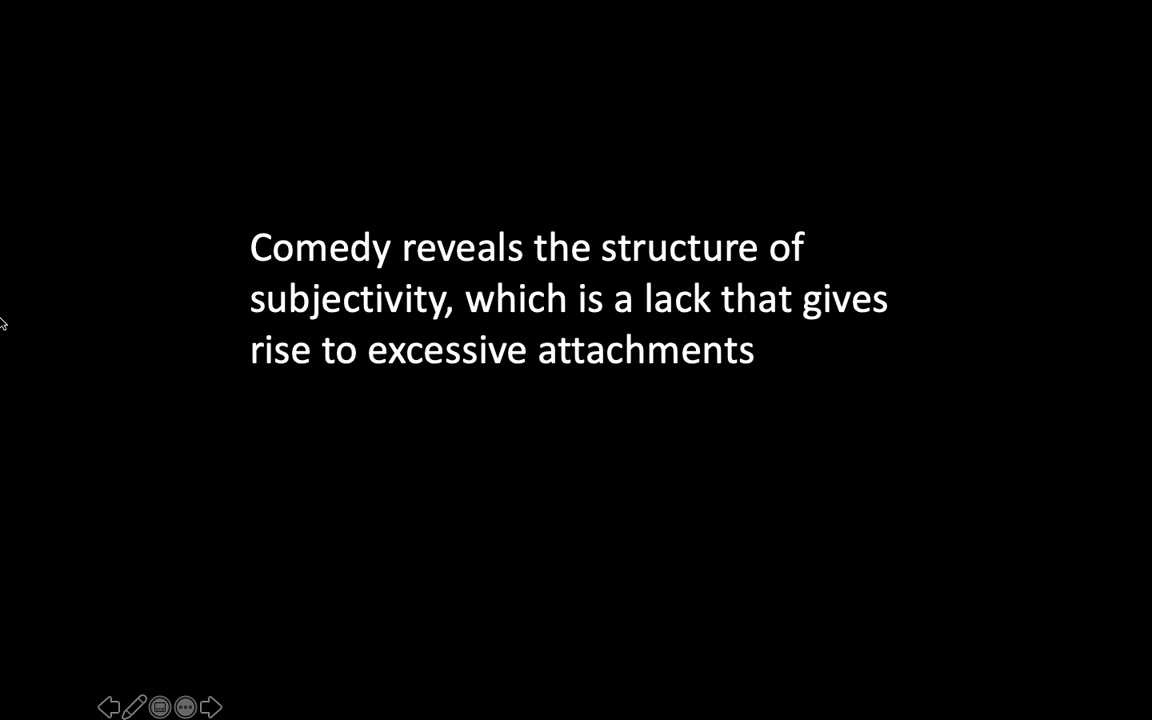 Comedy reveals the structure of
subjectivity, which is a lack that gives
rise to excessive attachments